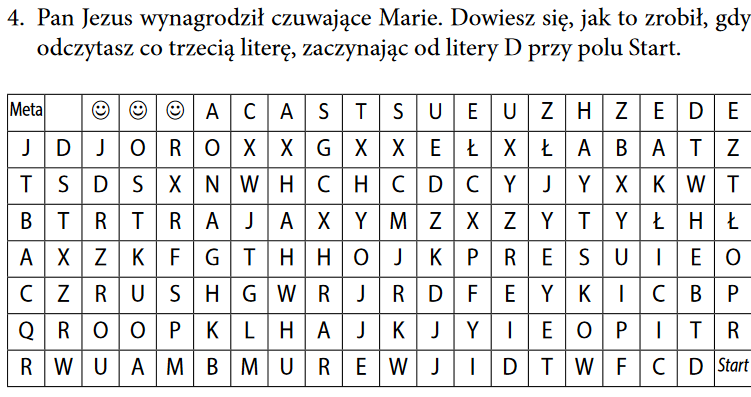 4. Pan Jezus wynagrodził czuwające Marie. Dowiesz się, jak to zrobił, gdy
odczytasz co trzecią literę, zaczynając od litery D przy polu Start.
Meta ☺ ☺ ☺ A C A S T S U E U Z H Z E D E
J D J O R O X X G X X E Ł X Ł A B A T Z
T S D S X N W H C H C D C Y J Y X K W T
B T R T R A J A X Y M Z X Z Y T Y Ł H Ł
A X Z K F G T H H O J K P R E S U I E O
C Z R U S H G W R J R D F E Y K I C B P
Q R O O P K L H A J K J Y I E O P I T R
R W U A M B M U R E W J I D T W F C D Start